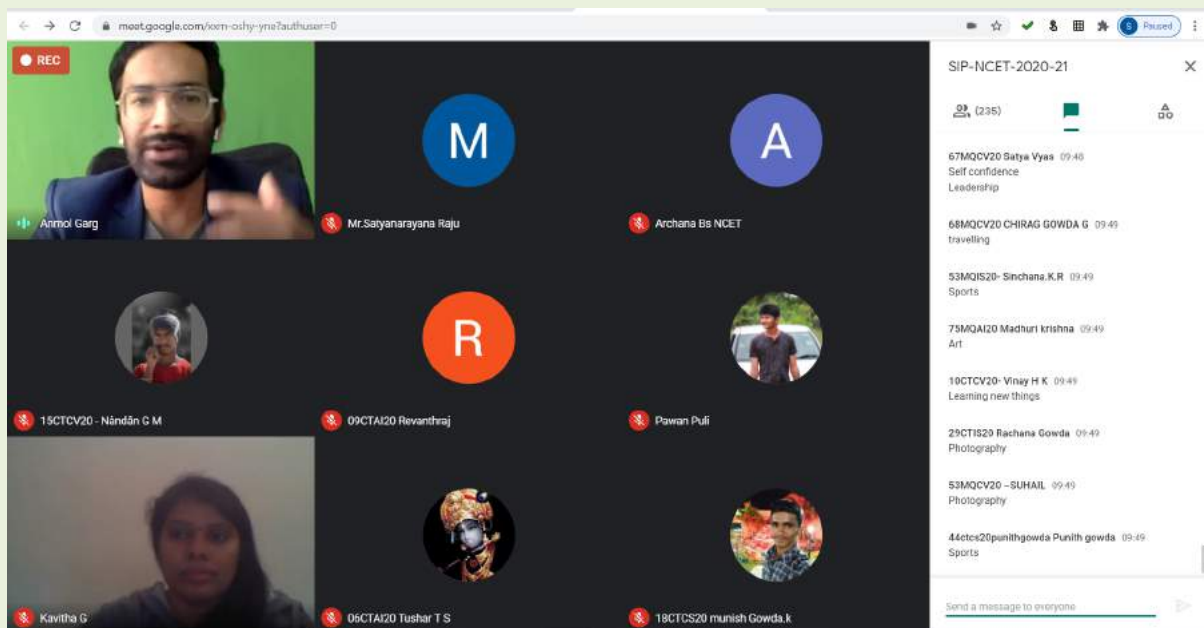 meet.google.com/xxm-oshy-yne?authuser=0
S Paused
REC
SIP-NCET-2020-21
(235)
Anmol Garg
M
Mr.Satyanarayana Raju
A
Archana Bs NCET
15CTCV20 - Nàndãn G M
R
09CTAI20 Revanthraj
Pawan Puli
Kavitha G
06CTAI20 Tushar T S
18CTCS20 munish Gowda.k
67MQCV20 Satya Vyas 09:48
Self confidence
Leadership
68MQCV20 CHIRAG GOWDA G 09:49
travelling
53MQIS20- Sinchana.K.R 09:49
Sports
75MQAI20 Madhuri krishna 09:49
Art
10CTCV20- Vinay H K 09:49
Learning new things
29CTIS20 Rachana Gowda 09:49
Photography
53MQCV20 -SUHAIL 09:49
Photography
44ctcs20punithgowda Punith gowda 09:49
Sports
Send a message to everyone